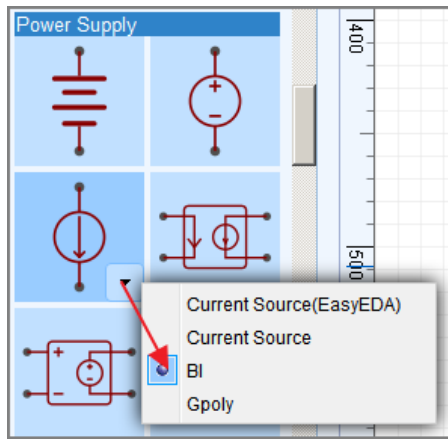 Power Supply
400
500
Current Source(EasyEDA)
Current Source
BI
Gpoly